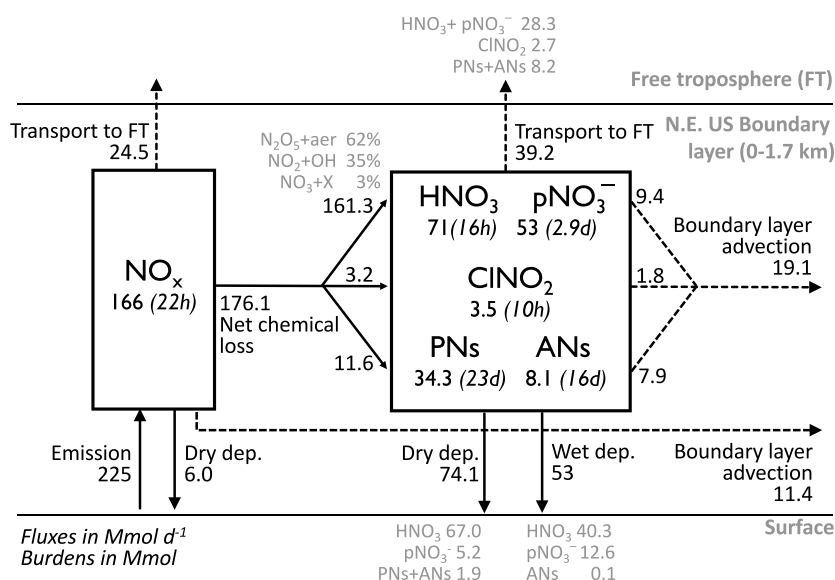 HNO₃+ pNO₃⁻ 28.3
ClNO₂ 2.7
PNs+ANs 8.2
Free troposphere (FT)
Transport to FT
24.5
N₂O₅+aer 62%
NO₂+OH 35%
NO₃+X 3%
Transport to FT
39.2
N.E. US Boundary
layer (0-1.7 km)
NOₓ
166 (22h)
176.1
Net chemical
loss
161.3
3.2
11.6
HNO₃ pNO₃⁻
71(16h) 53 (2.9d)
ClNO₂
3.5 (10h)
PNs ANs
34.3 (23d) 8.1 (16d)
9.4
1.8
7.9
Boundary layer
advection
19.1
Emission
225
Dry dep.
6.0
Dry dep.
74.1
Wet dep.
53
Boundary layer
advection
11.4
Surface
Fluxes in Mmol d⁻¹
Burdens in Mmol
HNO₃ 67.0
pNO₃⁻ 5.2
PNs+ANs 1.9
HNO₃ 40.3
pNO₃⁻ 12.6
ANs 0.1